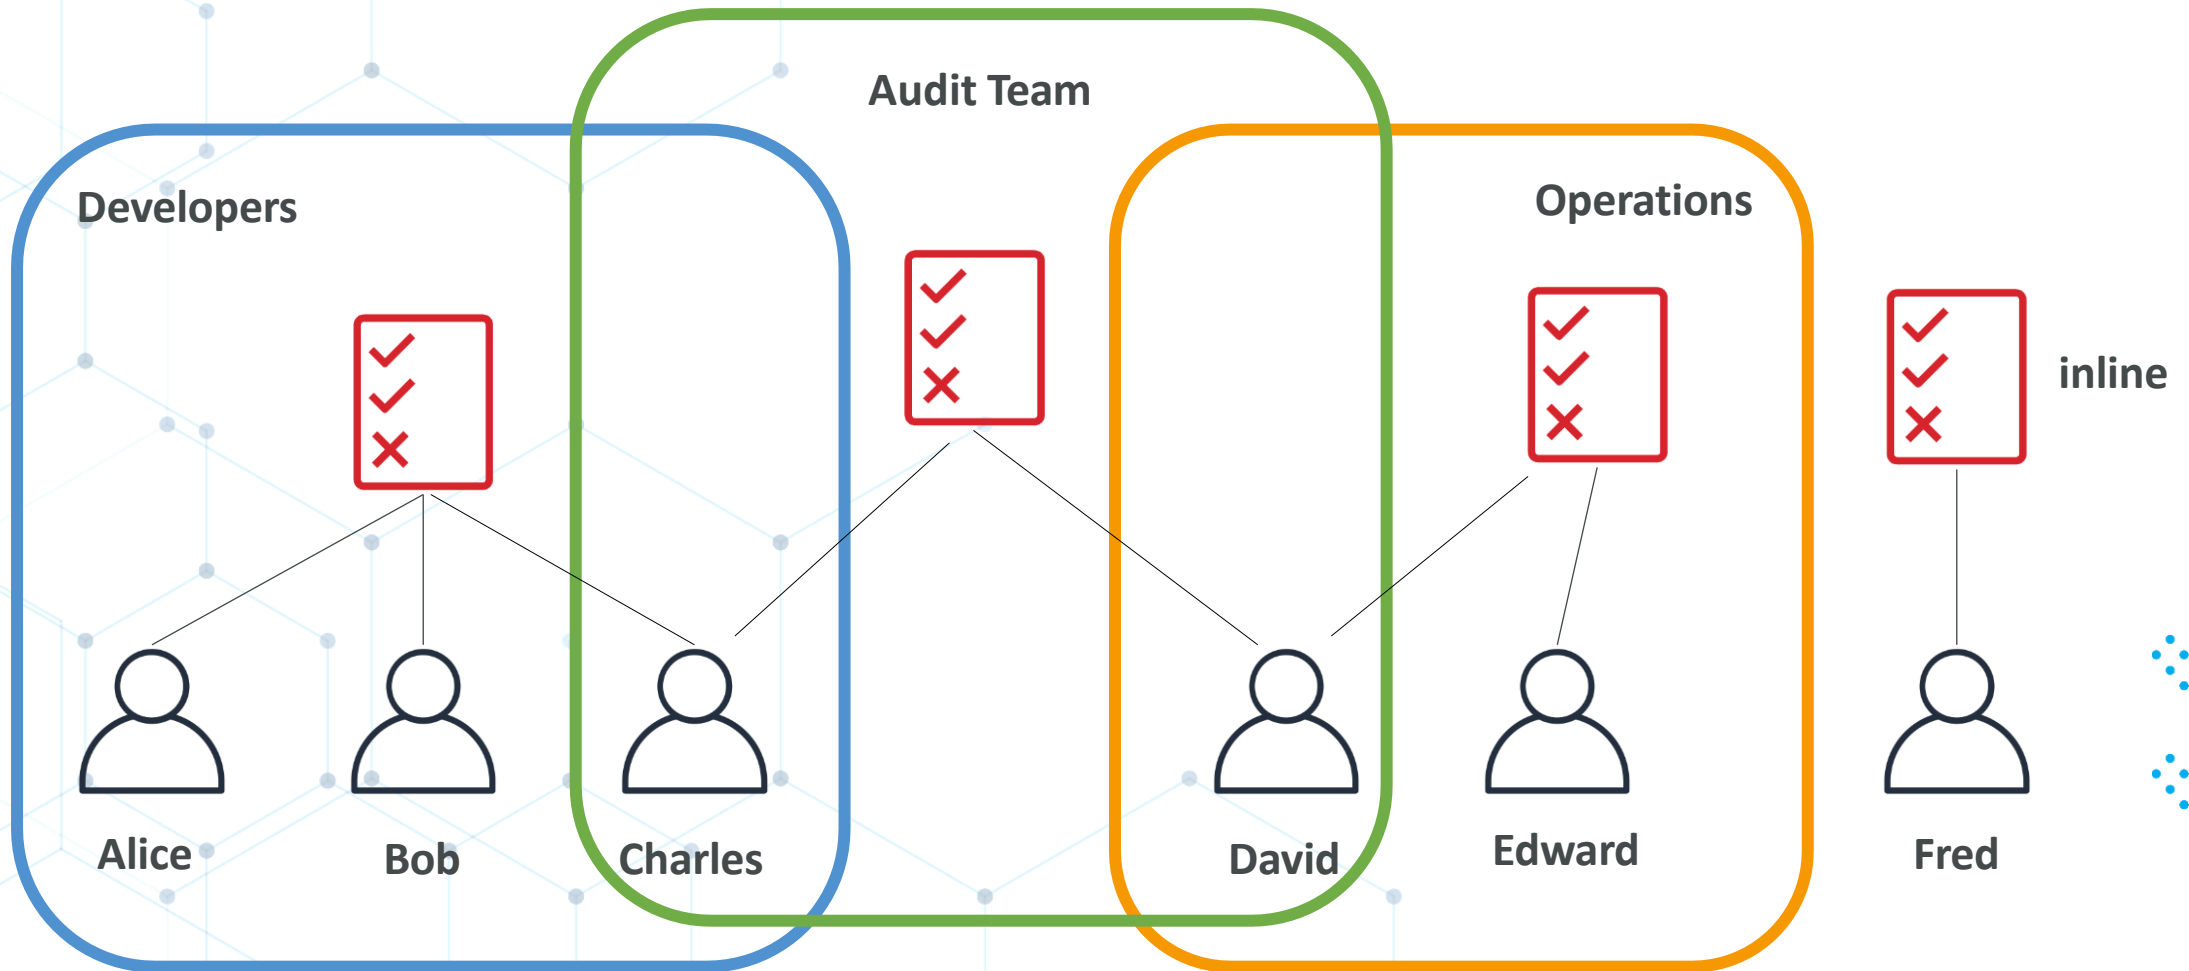 Audit Team
Developers
Operations
inline
Alice
Bob
Charles
David
Edward
Fred